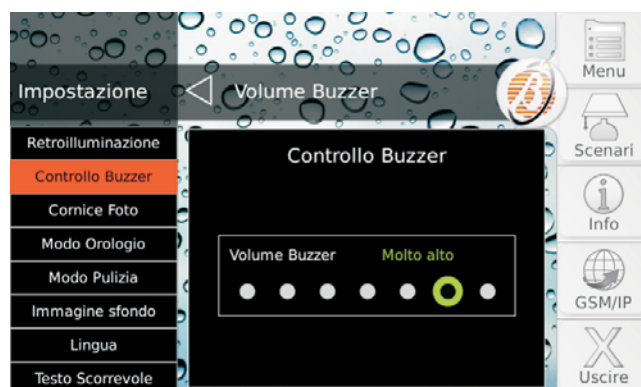 Impostazione
Volume Buzzer
Retroilluminazione
Controllo Buzzer
Cornice Foto
Modo Orologio
Modo Pulizia
Immagine sfondo
Lingua
Testo Scorrevole
Controllo Buzzer
Volume Buzzer Molto alto
Menu
Scenari
Info
GSM/IP
Uscire